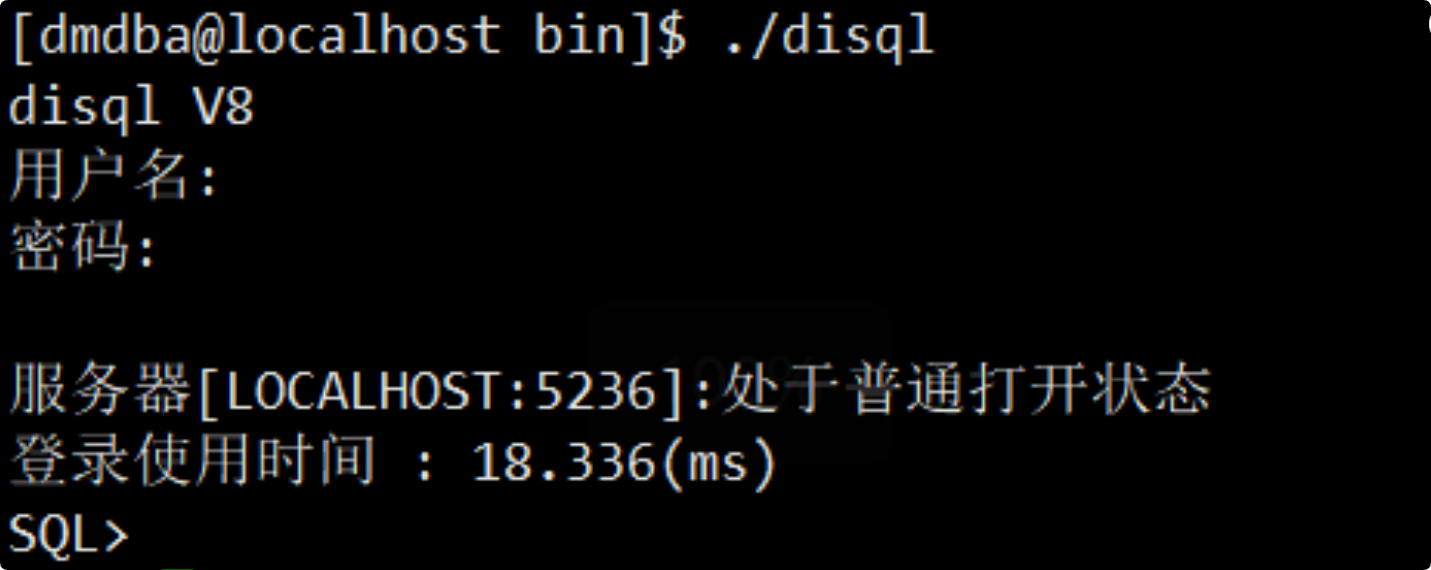 [dmdba@localhost bin]$ ./disql
disql V8
用户名:
密码:
服务器[LOCALHOST:5236]:处于普通打开状态
登录使用时间 : 18.336(ms)
SQL>